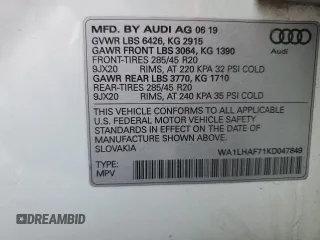 MFD. BY AUDI AG 06 19
GVWR LBS 6426, KG 2915
GAWR FRONT LBS 3064, KG 1390
FRONT-TIRES 285/45 R20
9JX20 RIMS, AT 220 KPA 32 PSI COLD
GAWR REAR LBS 3770, KG 1710
REAR-TIRES 285/45 R20
9JX20 RIMS, AT 240 KPA 35 PSI COLD
Audi
THIS VEHICLE CONFORMS TO ALL APPLICABLE
U.S. FEDERAL MOTOR VEHICLE SAFETY
STANDARDS IN EFFECT ON THE DATE OF
MANUFACTURE SHOWN ABOVE.
SLOVAKIA
TYPE: WA1LHAF71KD047849
MPV
DREAMBID